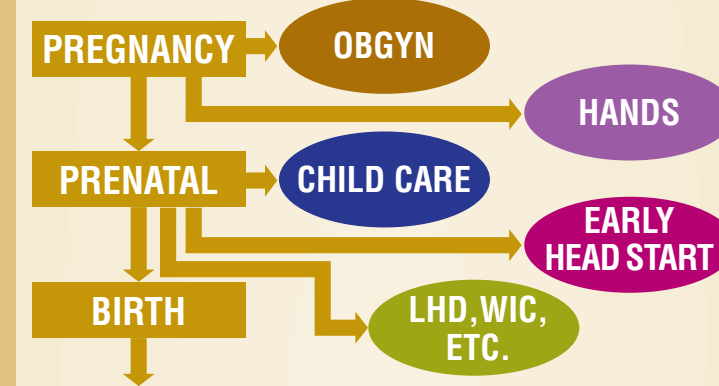 PREGNANCY
OBGYN
HANDS
PRENATAL
CHILD CARE
EARLY
HEAD START
BIRTH
LHD, WIC,
ETC.